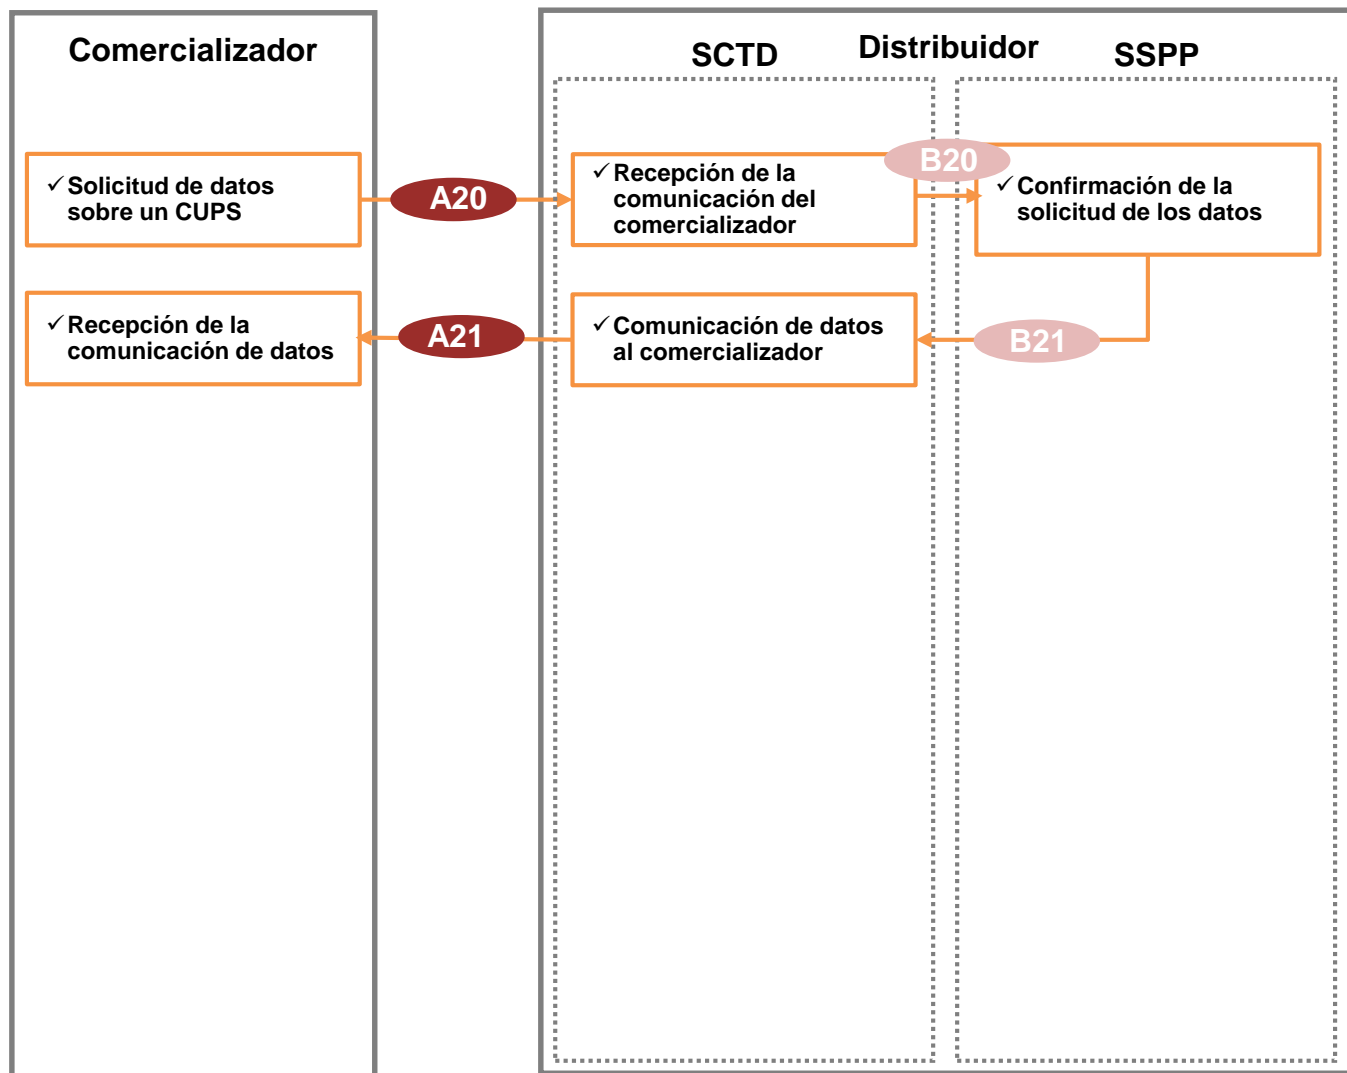 Comercializador
Distribuidor
SCTD
SSPP
✓ Solicitud de datos
sobre un CUPS
A20
✓ Recepción de la
comunicación del
comercializador
B20
✓ Confirmación de la
solicitud de los datos
✓ Recepción de la
comunicación de datos
A21
✓ Comunicación de datos
al comercializador
B21